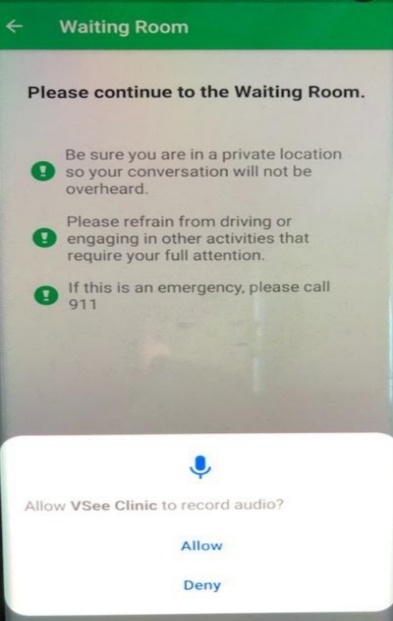 Waiting Room
Please continue to the Waiting Room.
Be sure you are in a private location
so your conversation will not be
overheard.
Please refrain from driving or
engaging in other activities that
require your full attention.
If this is an emergency, please call
911
Allow VSee Clinic to record audio?
Allow
Deny